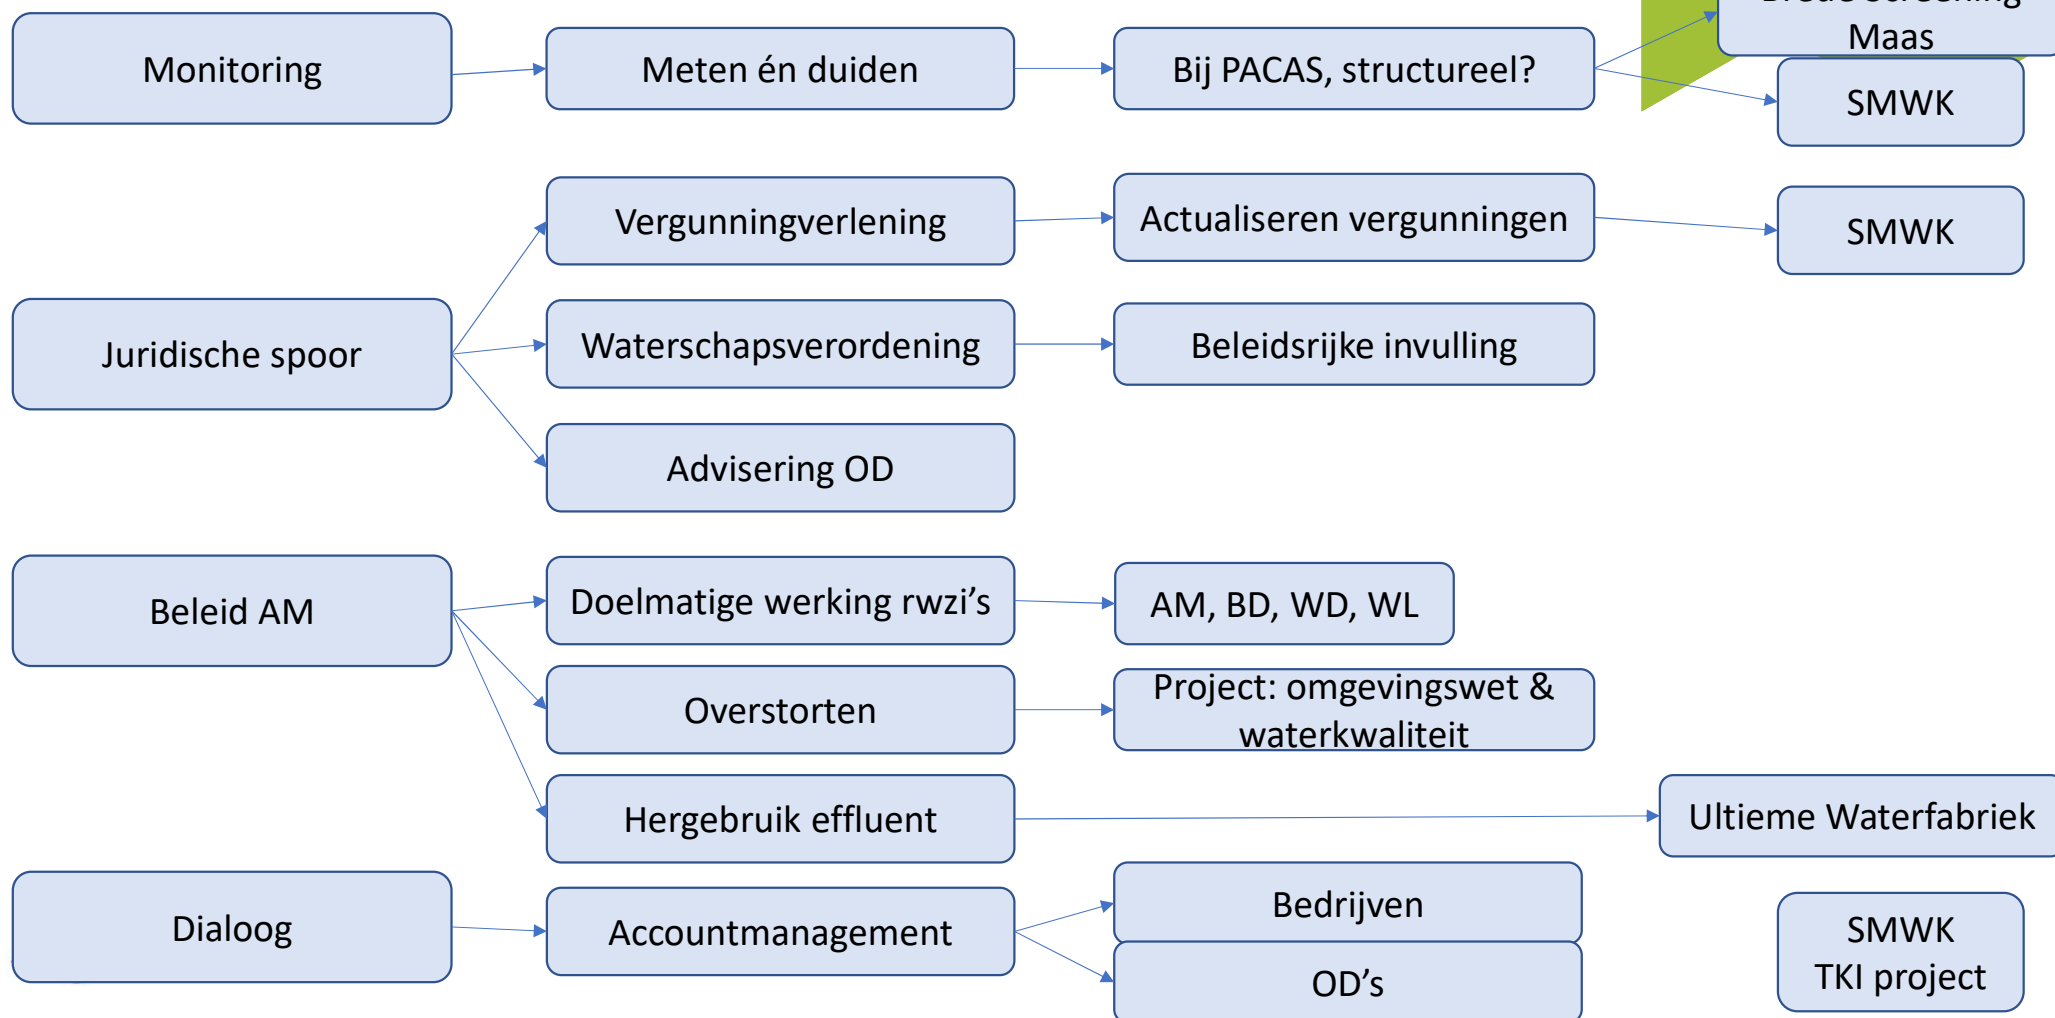 Maas
Monitoring
Meten én duiden
Bij PACAS, structureel?
SMWK
Vergunningverlening
Actualiseren vergunningen
SMWK
Juridische spoor
Waterschapsverordening
Beleidsrijke invulling
Advisering OD
Beleid AM
Doelmatige werking rwzi’s
AM, BD, WD, WL
Overstorten
Project: omgevingswet &
waterkwaliteit
Hergebruik effluent
Ultieme Waterfabriek
Dialoog
Accountmanagement
Bedrijven
OD’s
SMWK
TKI project